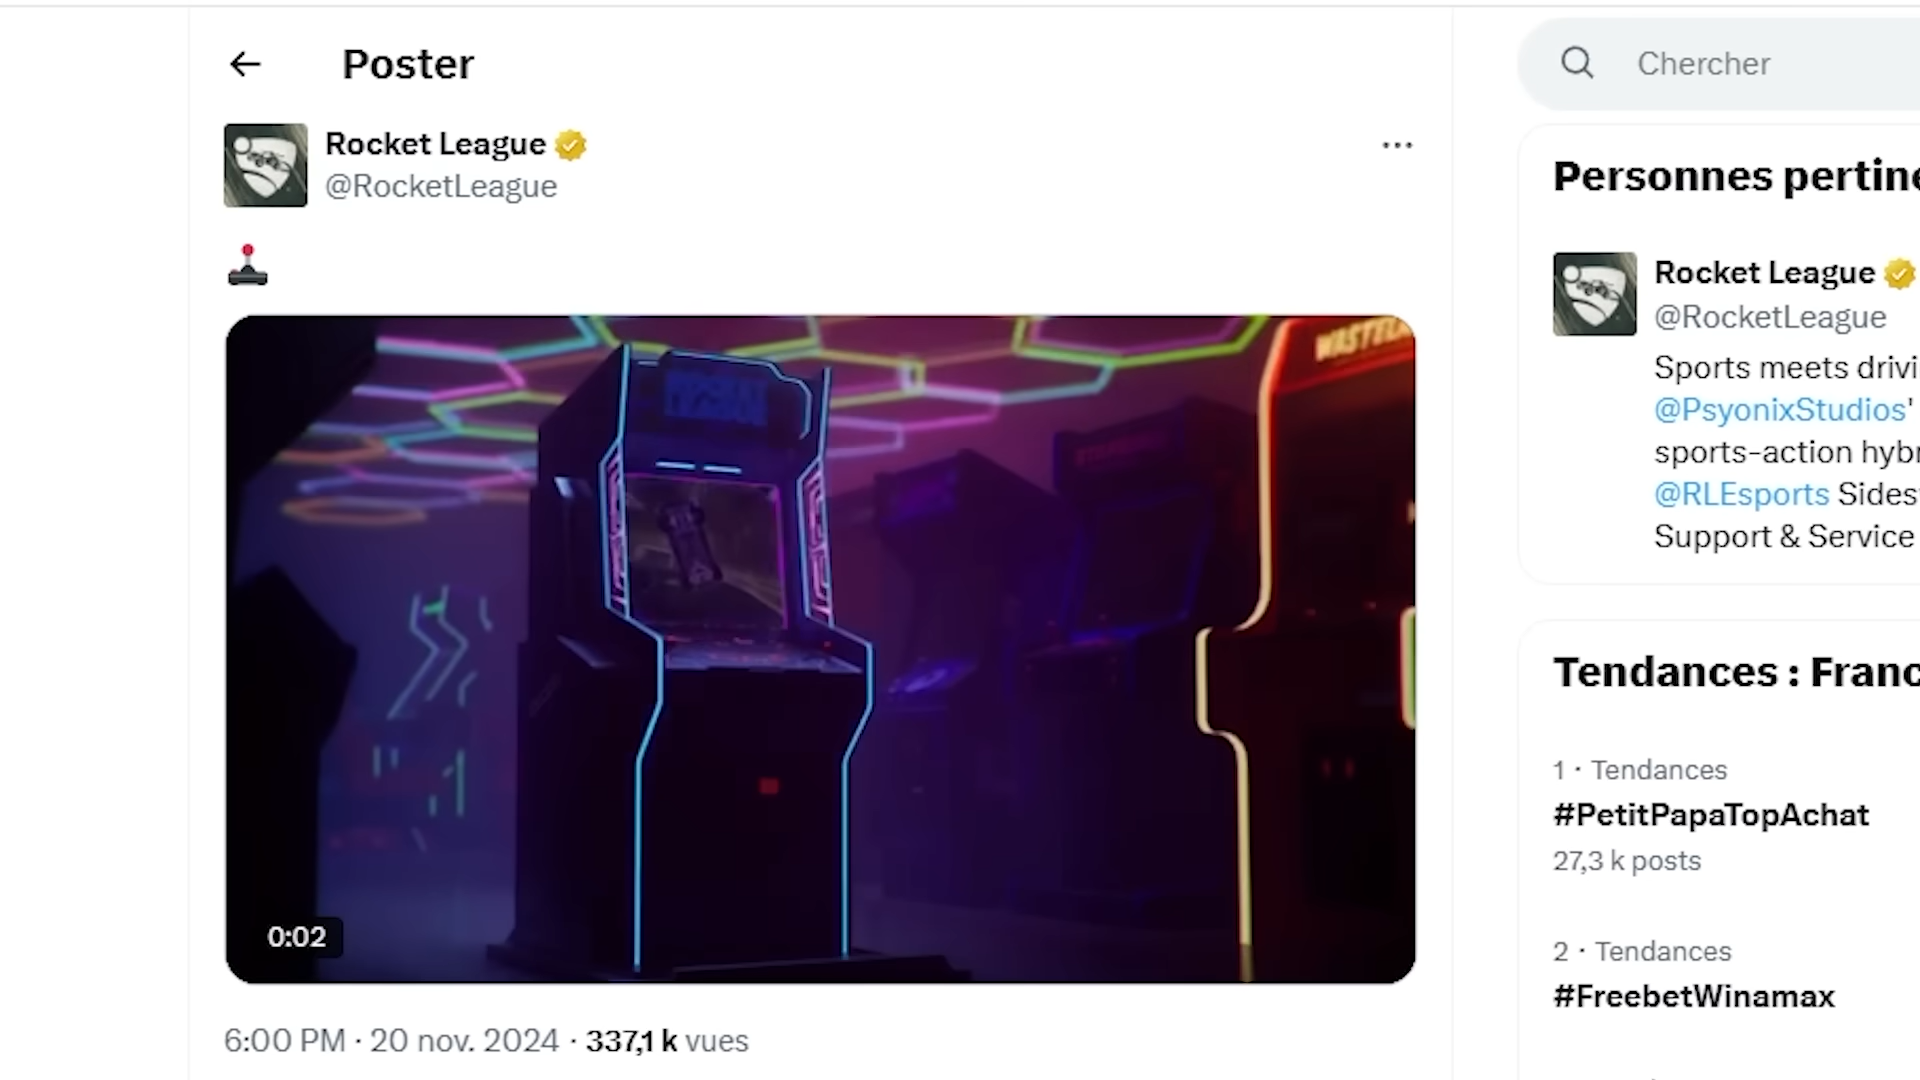 Poster
Rocket League
@RocketLeague
0:02
6:00 PM · 20 nov. 2024 · 337,1 k vues
Chercher
Personnes pertine
Rocket League
@RocketLeague
Sports meets drivi
@PsyonixStudios'
sports-action hybr
@RLEsports Sides
Support & Service
Tendances : Franc
1 · Tendances
#PetitPapaTopAchat
27,3 k posts
2 · Tendances
#FreebetWinamax